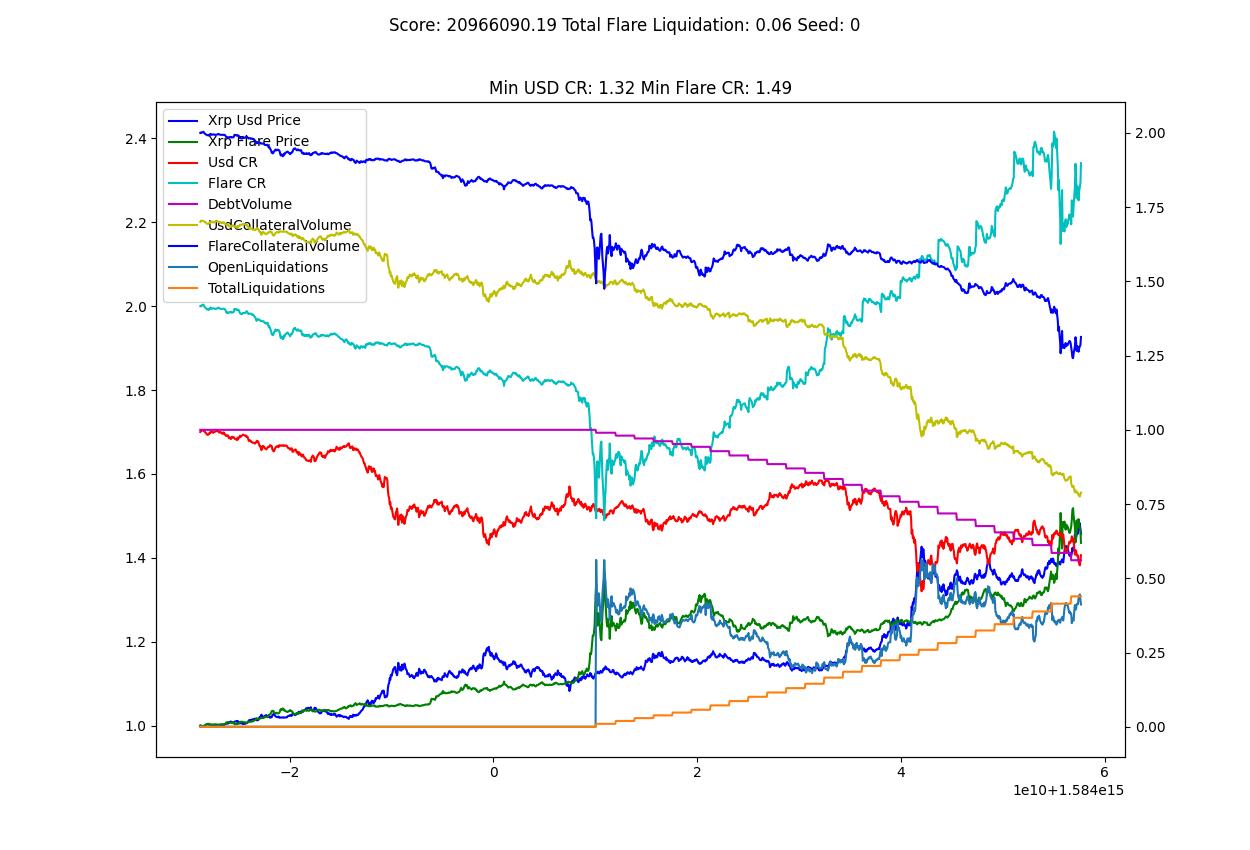 Score: 20966090.19 Total Flare Liquidation: 0.06 Seed: 0
Min USD CR: 1.32 Min Flare CR: 1.49
Xrp Usd Price
Xrp Flare Price
Usd CR
Flare CR
DebtVolume
UsdCollateralVolume
FlareCollateralVolume
OpenLiquidations
TotalLiquidations
2.4
2.2
2.0
1.8
1.6
1.4
1.2
1.0
2.00
1.75
1.50
1.25
1.00
0.75
0.50
0.25
0.00
−2 0 2 4 6
1e10+1.584e15